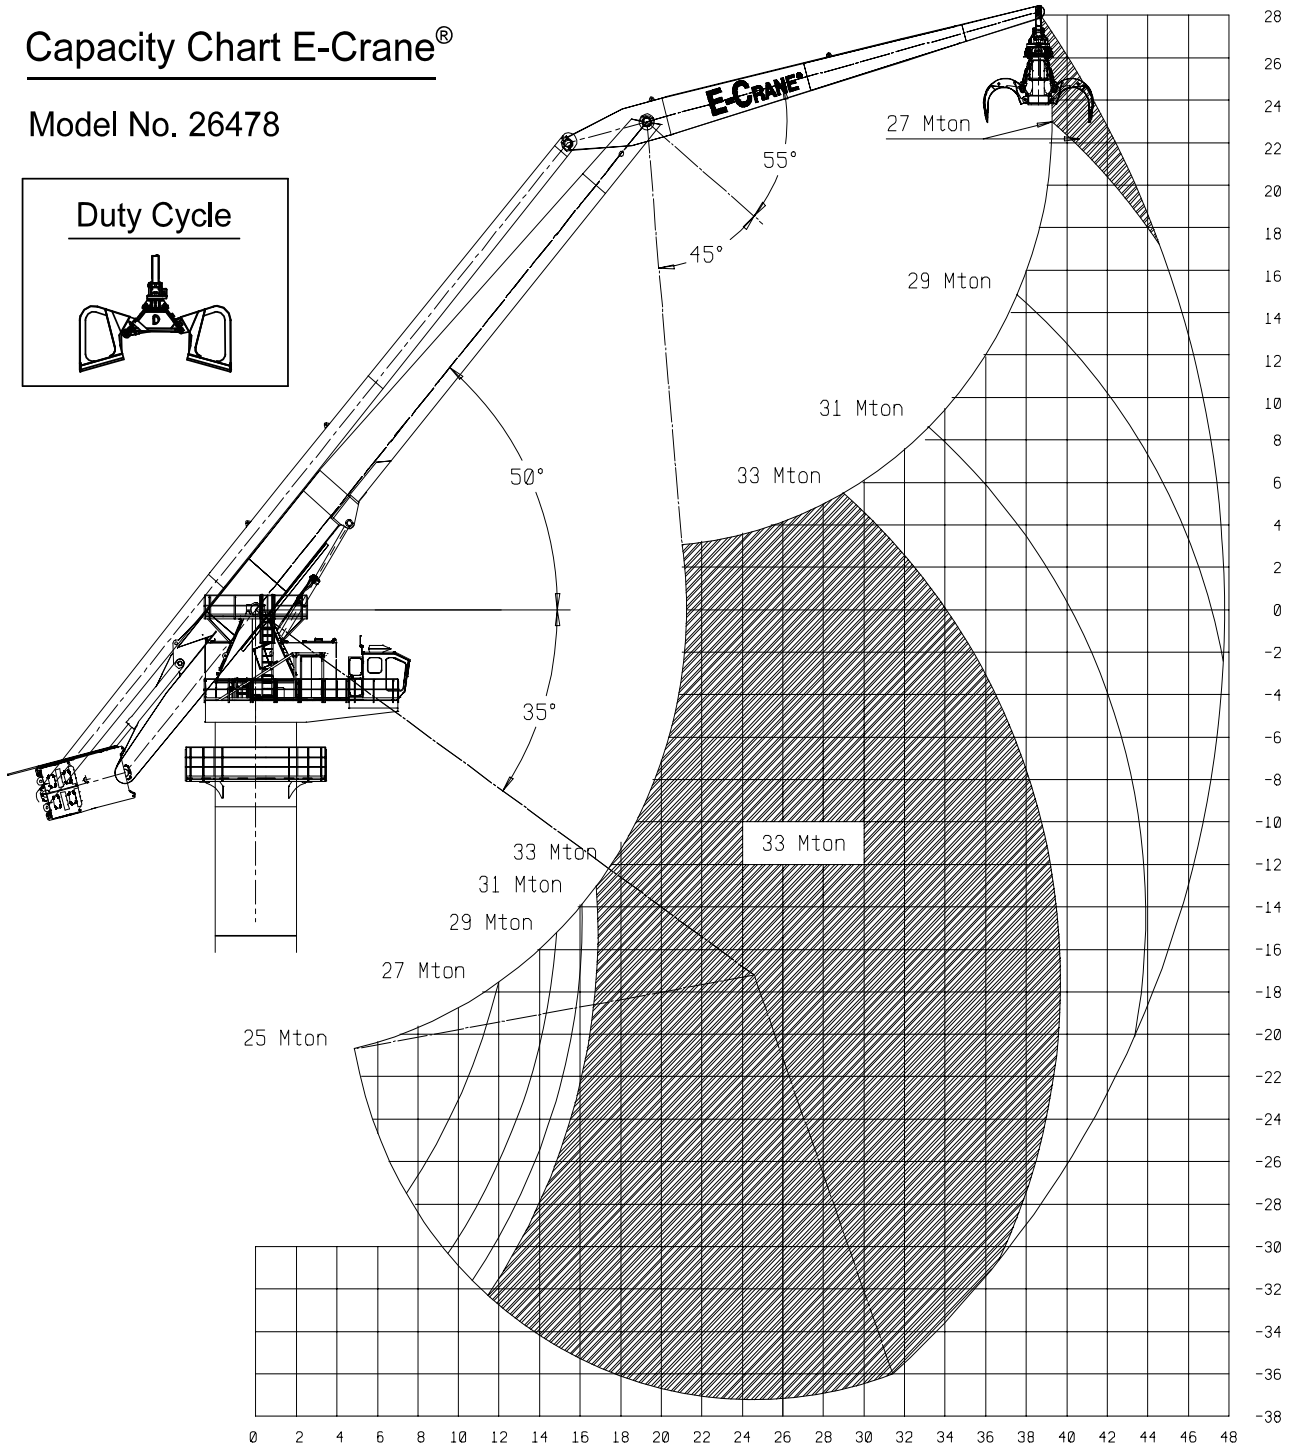 Capacity Chart E-Crane®
Model No. 26478
Duty Cycle
D
E-CRANE®
27 Mton
55°
45°
29 Mton
31 Mton
33 Mton
50°
35°
33 Mton
33 Mton
31 Mton
29 Mton
27 Mton
25 Mton
28
26
24
22
20
18
16
14
12
10
8
6
4
2
0
-2
-4
-6
-8
-10
-12
-14
-16
-18
-20
-22
-24
-26
-28
-30
-32
-34
-36
-38
0 2 4 6 8 10 12 14 16 18 20 22 24 26 28 30 32 34 36 38 40 42 44 46 48